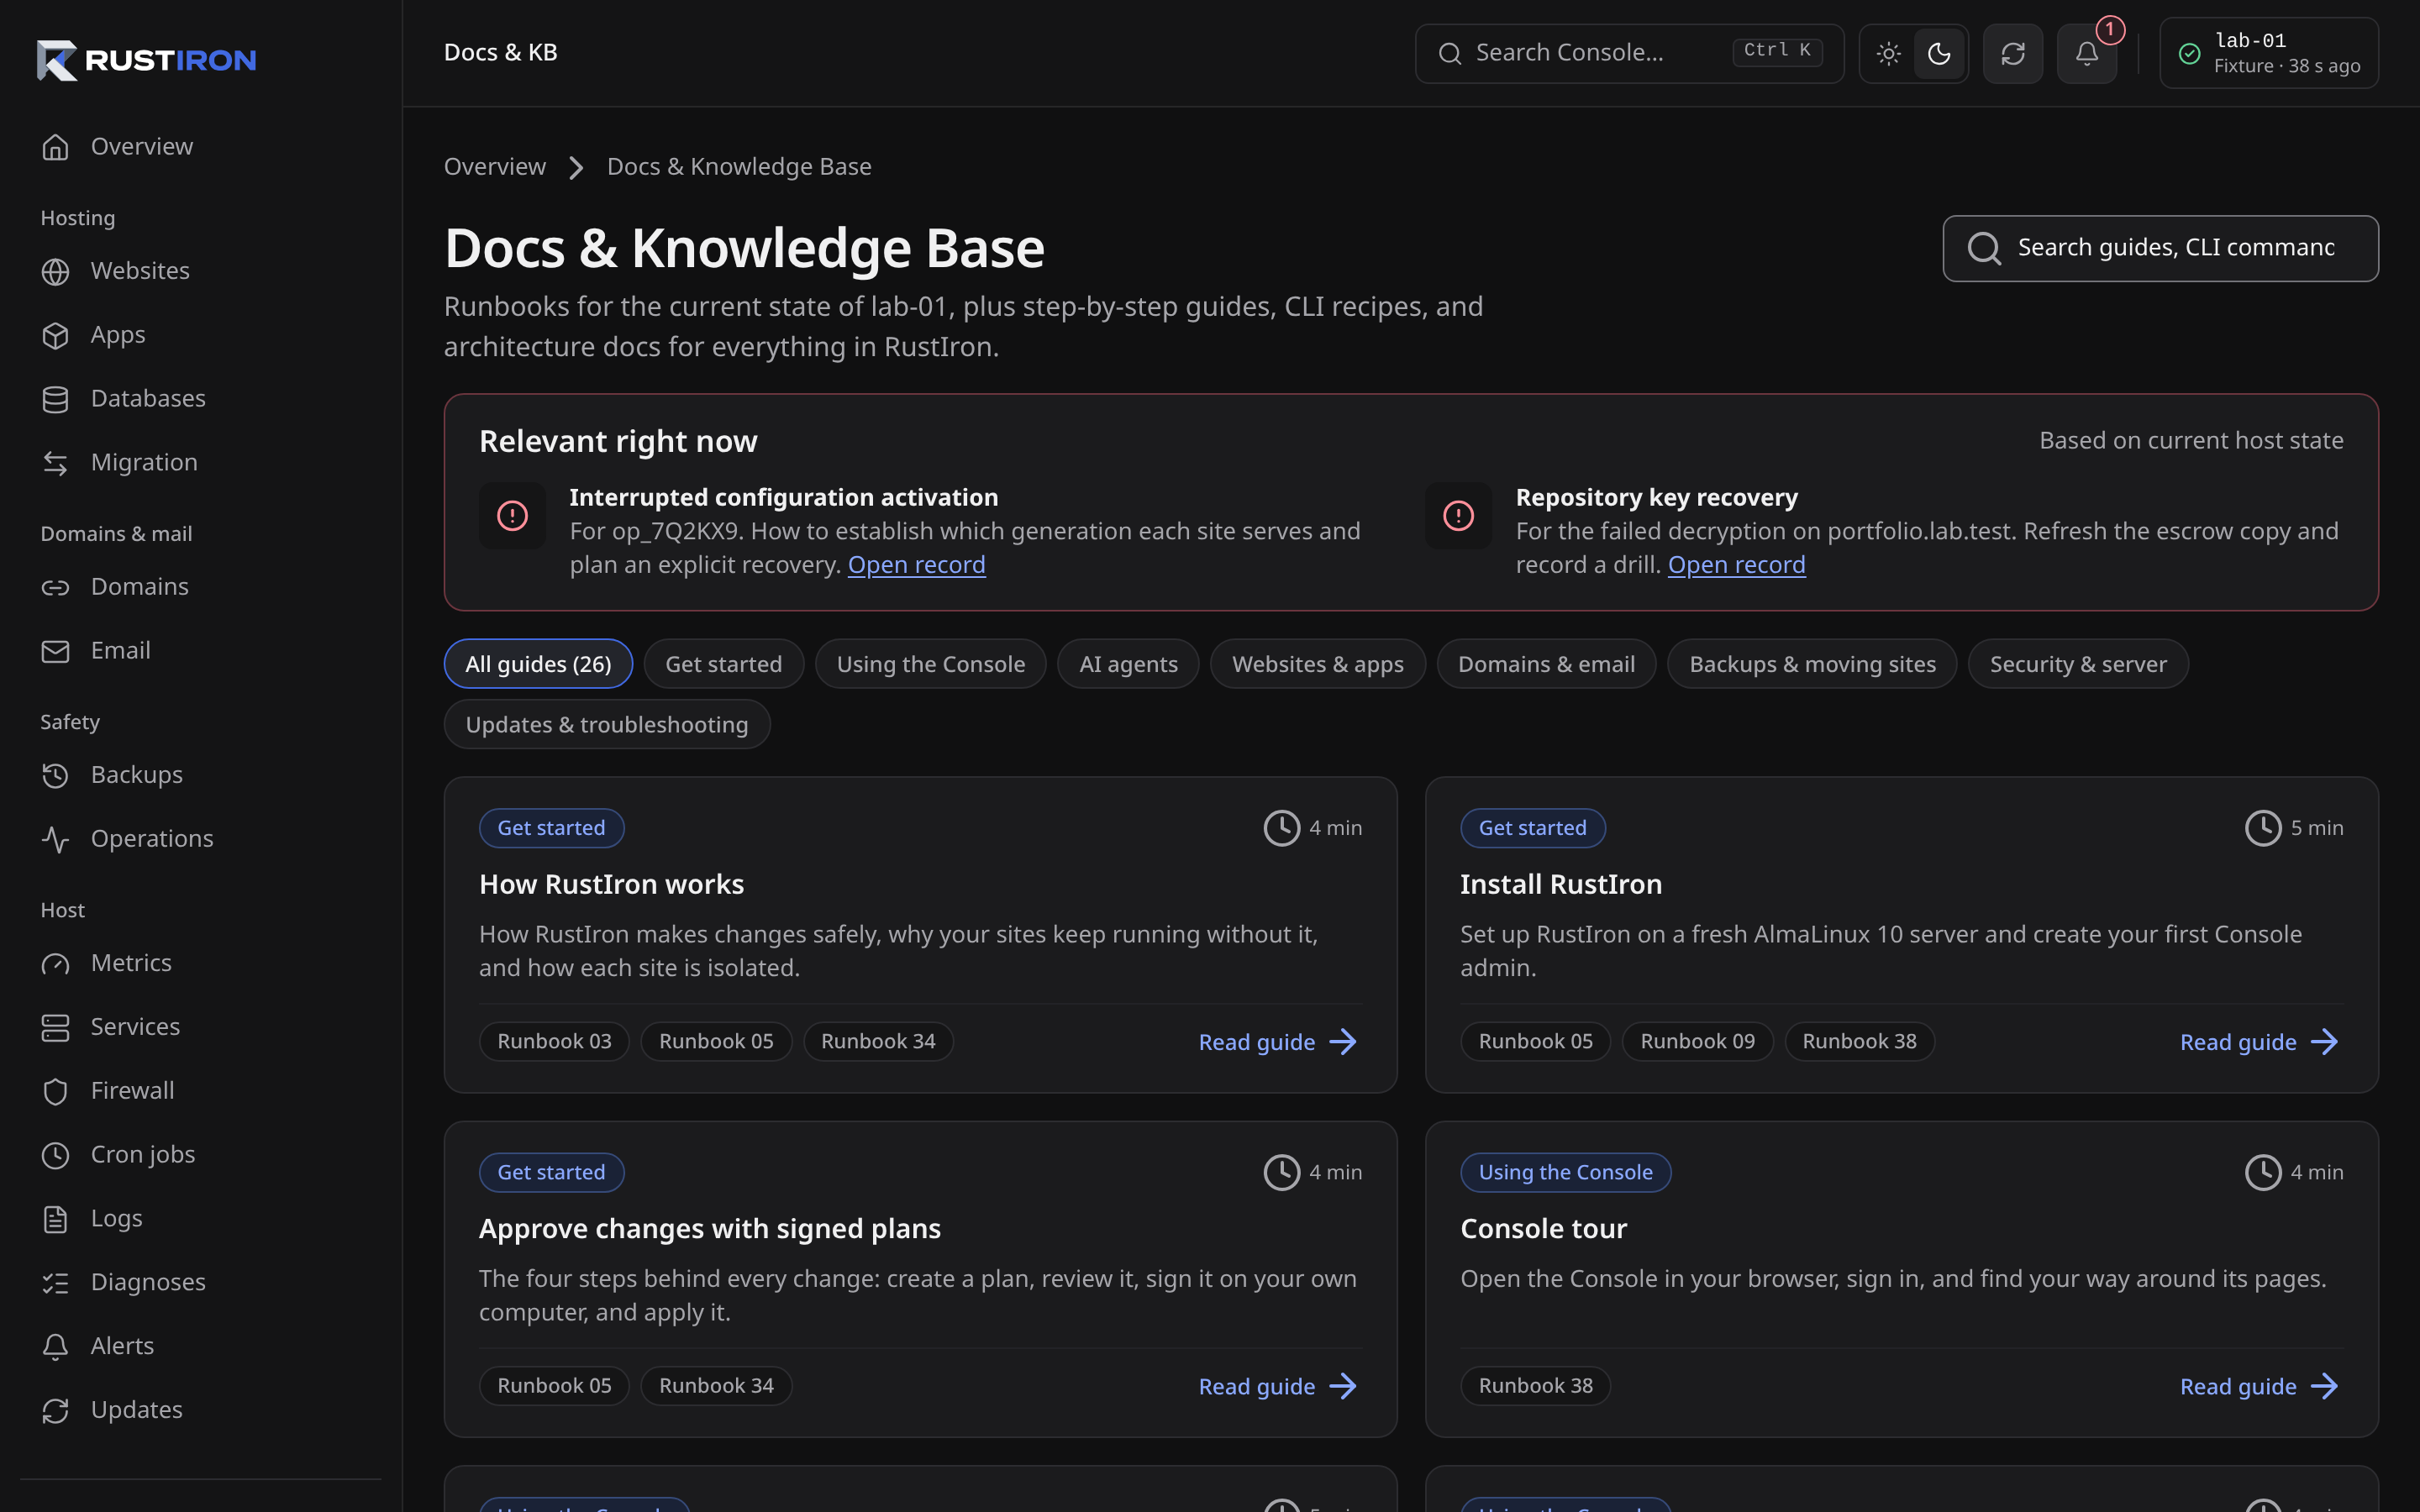 RUSTIRON
Overview
Hosting
Websites
Apps
Databases
Migration
Domains & mail
Domains
Email
Safety
Backups
Operations
Host
Metrics
Services
Firewall
Cron jobs
Logs
Diagnoses
Alerts
Updates
Docs & KB
Search Console...
Ctrl K
1
lab-01
Fixture · 38 s ago
Overview
Docs & Knowledge Base
Docs & Knowledge Base
Search guides, CLI command
Runbooks for the current state of lab-01, plus step-by-step guides, CLI recipes, and
architecture docs for everything in RustIron.
Relevant right now
Based on current host state
Interrupted configuration activation
For op_7Q2KX9. How to establish which generation each site serves and
plan an explicit recovery. Open record
Repository key recovery
For the failed decryption on portfolio.lab.test. Refresh the escrow copy and
record a drill. Open record
All guides (26)
Get started
Using the Console
AI agents
Websites & apps
Domains & email
Backups & moving sites
Security & server
Updates & troubleshooting
Get started
4 min
How RustIron works
How RustIron makes changes safely, why your sites keep running without it,
and how each site is isolated.
Runbook 03
Runbook 05
Runbook 34
Read guide
Get started
5 min
Install RustIron
Set up RustIron on a fresh AlmaLinux 10 server and create your first Console
admin.
Runbook 05
Runbook 09
Runbook 38
Read guide
Get started
4 min
Approve changes with signed plans
The four steps behind every change: create a plan, review it, sign it on your own
computer, and apply it.
Runbook 05
Runbook 34
Read guide
Using the Console
4 min
Console tour
Open the Console in your browser, sign in, and find your way around its pages.
Runbook 38
Read guide